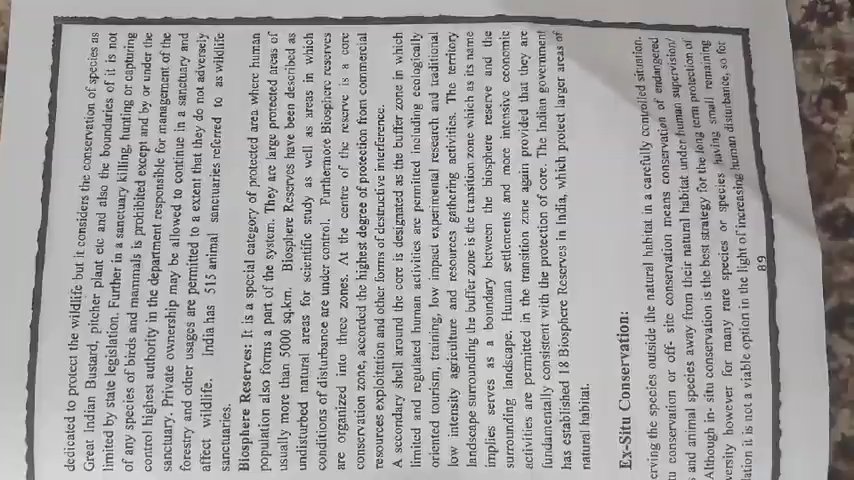 dedicated to protect the wildlife but it considers the conservation of species as
Great Indian Bustard, pitcher plant etc and also the boundaries of it is not
limited by state legislation. Further in a sanctuary killing, hunting or capturing
of any species of birds and mammals is prohibited except and by or under the
control highest authority in the department responsible for management of the
sanctuary. Private ownership may be allowed to continue in a sanctuary and
forestry and other usages are permitted to a extent that they do not adversely
affect wildlife. India has 515 animal sanctuaries referred to as wildlife
sanctuaries.
Biosphere Reserves: It is a special category of protected area where human
population also forms a part of the system. They are large protected areas of
usually more than 5000 sq.km. Biosphere Reserves have been described as
undisturbed natural areas for scientific study as well as areas in which
conditions of disturbance are under control. Furthermore Biosphere reserves
are organized into three zones. At the centre of the reserve is a core
conservation zone, accorded the highest degree of protection from commercial
resources exploitation and other forms of destructive interference.
A secondary shell around the core is designated as the buffer zone in which
limited and regulated human activities are permitted including ecologically
oriented tourism, training, low impact experimental research and traditional
low intensity agriculture and resources gathering activities. The territory
landscape surrounding the buffer zone is the transition zone which as its name
implies serves as a boundary between the biosphere reserve and the
surrounding landscape. Human settlements and more intensive economic
activities are permitted in the transition zone again provided that they are
fundamentally consistent with the protection of core. The Indian government
has established 18 Biosphere Reserves in India, which protect larger areas of
natural habitat.
Ex-Situ Conservation:
erving the species outside the natural habitat in a carefully controlled situation.
u conservation or off- site conservation means conservation of endangered
s and animal species away from their natural habitat under human supervision/
Although in- situ conservation is the best strategy for the long term protection of
versity however for many rare species or species having small remaining
lation it is not a viable option in the light of increasing human disturbance, so for
89